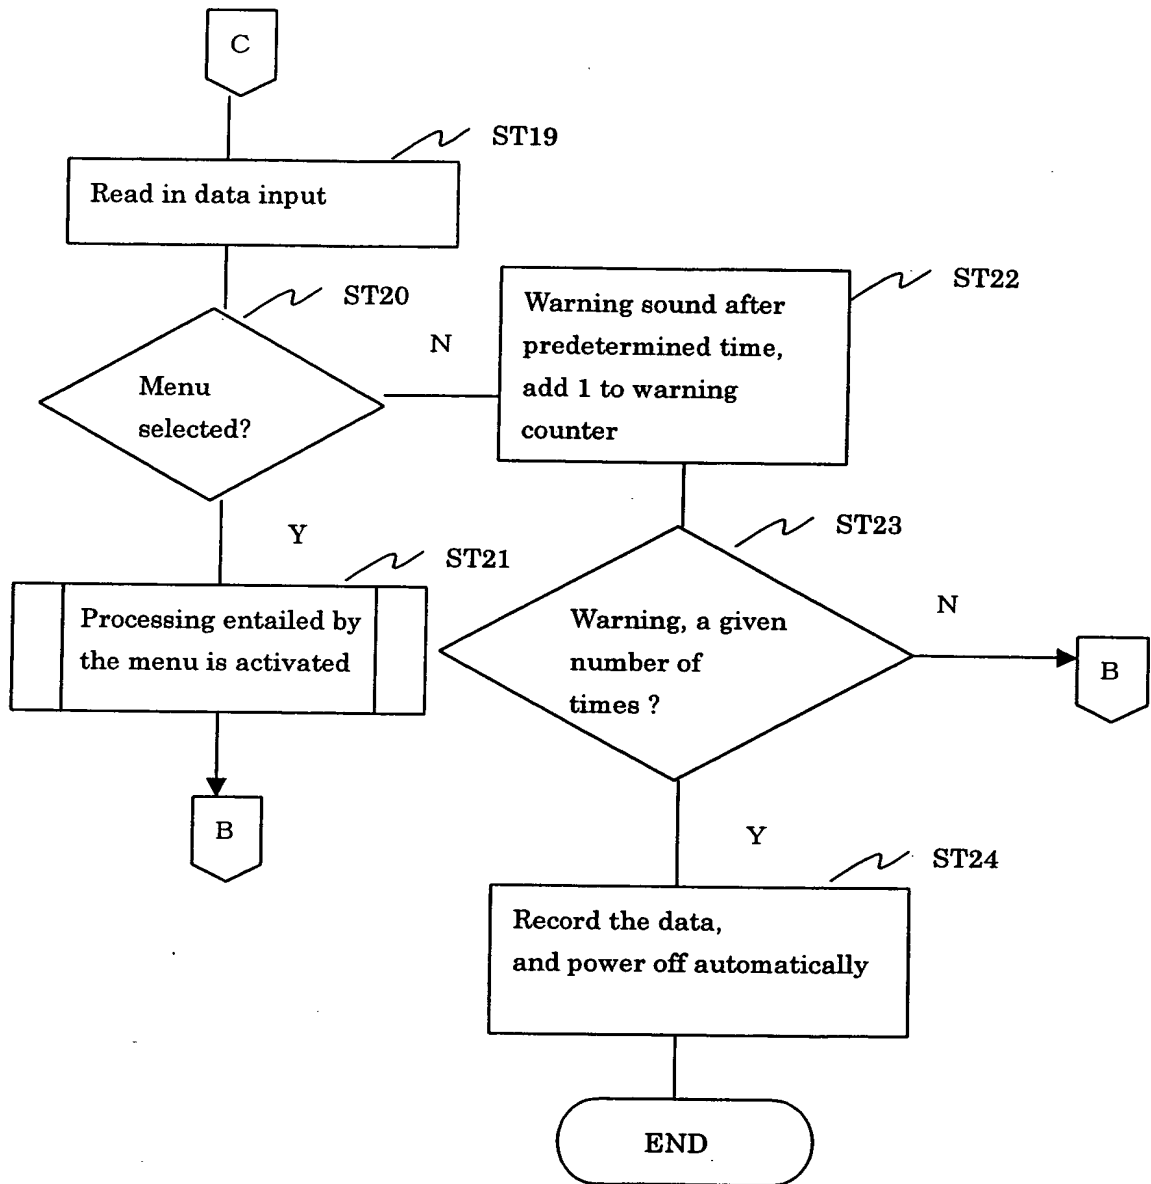 C
ST19
Read in data input
ST20
Menu
selected?
N
ST22
Warning sound after
predetermined time,
add 1 to warning
counter
Y
ST21
Processing entailed by
the menu is activated
B
ST23
Warning, a given
number of
times ?
N
B
Y
ST24
Record the data,
and power off automatically
END